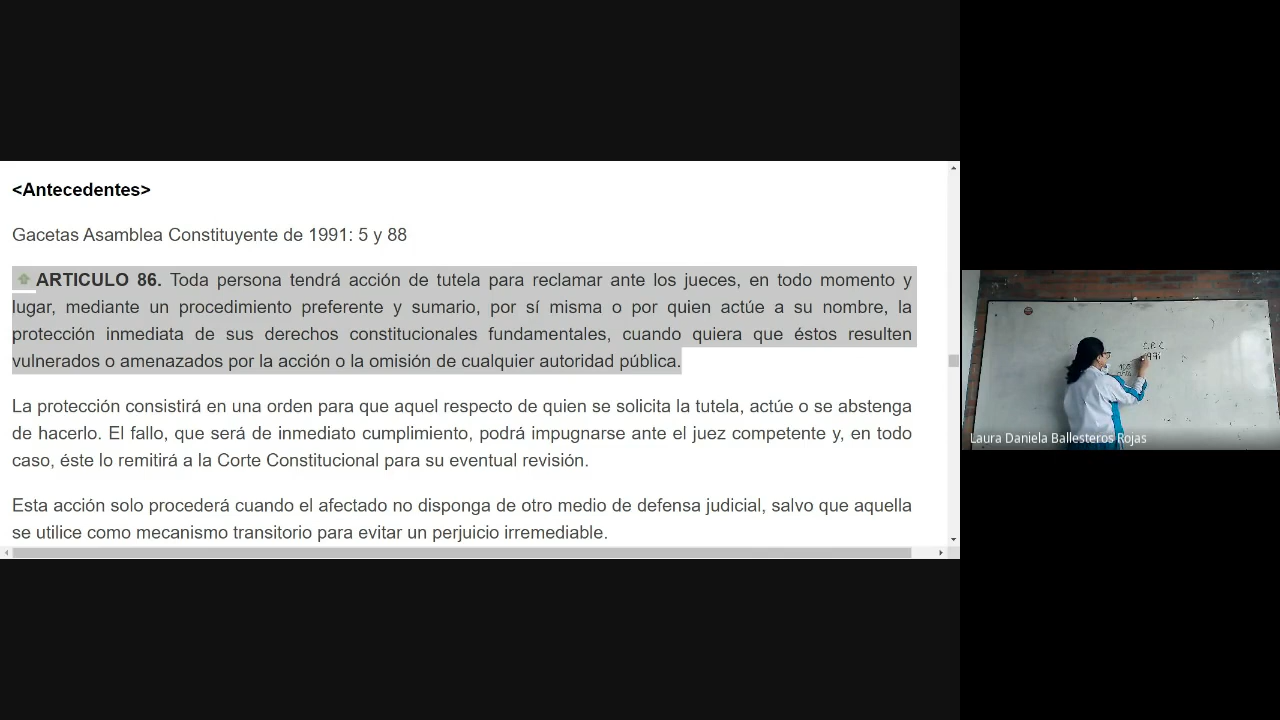 <Antecedentes>
Gacetas Asamblea Constituyente de 1991: 5 y 88
ARTICULO 86. Toda persona tendrá acción de tutela para reclamar ante los jueces, en todo momento y
lugar, mediante un procedimiento preferente y sumario, por sí misma o por quien actúe a su nombre, la
protección inmediata de sus derechos constitucionales fundamentales, cuando quiera que éstos resulten
vulnerados o amenazados por la acción o la omisión de cualquier autoridad pública.
La protección consistirá en una orden para que aquel respecto de quien se solicita la tutela, actúe o se abstenga
de hacerlo. El fallo, que será de inmediato cumplimiento, podrá impugnarse ante el juez competente y, en todo
caso, éste lo remitirá a la Corte Constitucional para su eventual revisión.
Esta acción solo procederá cuando el afectado no disponga de otro medio de defensa judicial, salvo que aquella
se utilice como mecanismo transitorio para evitar un perjuicio irremediable.
Laura Daniela Ballesteros Rojas